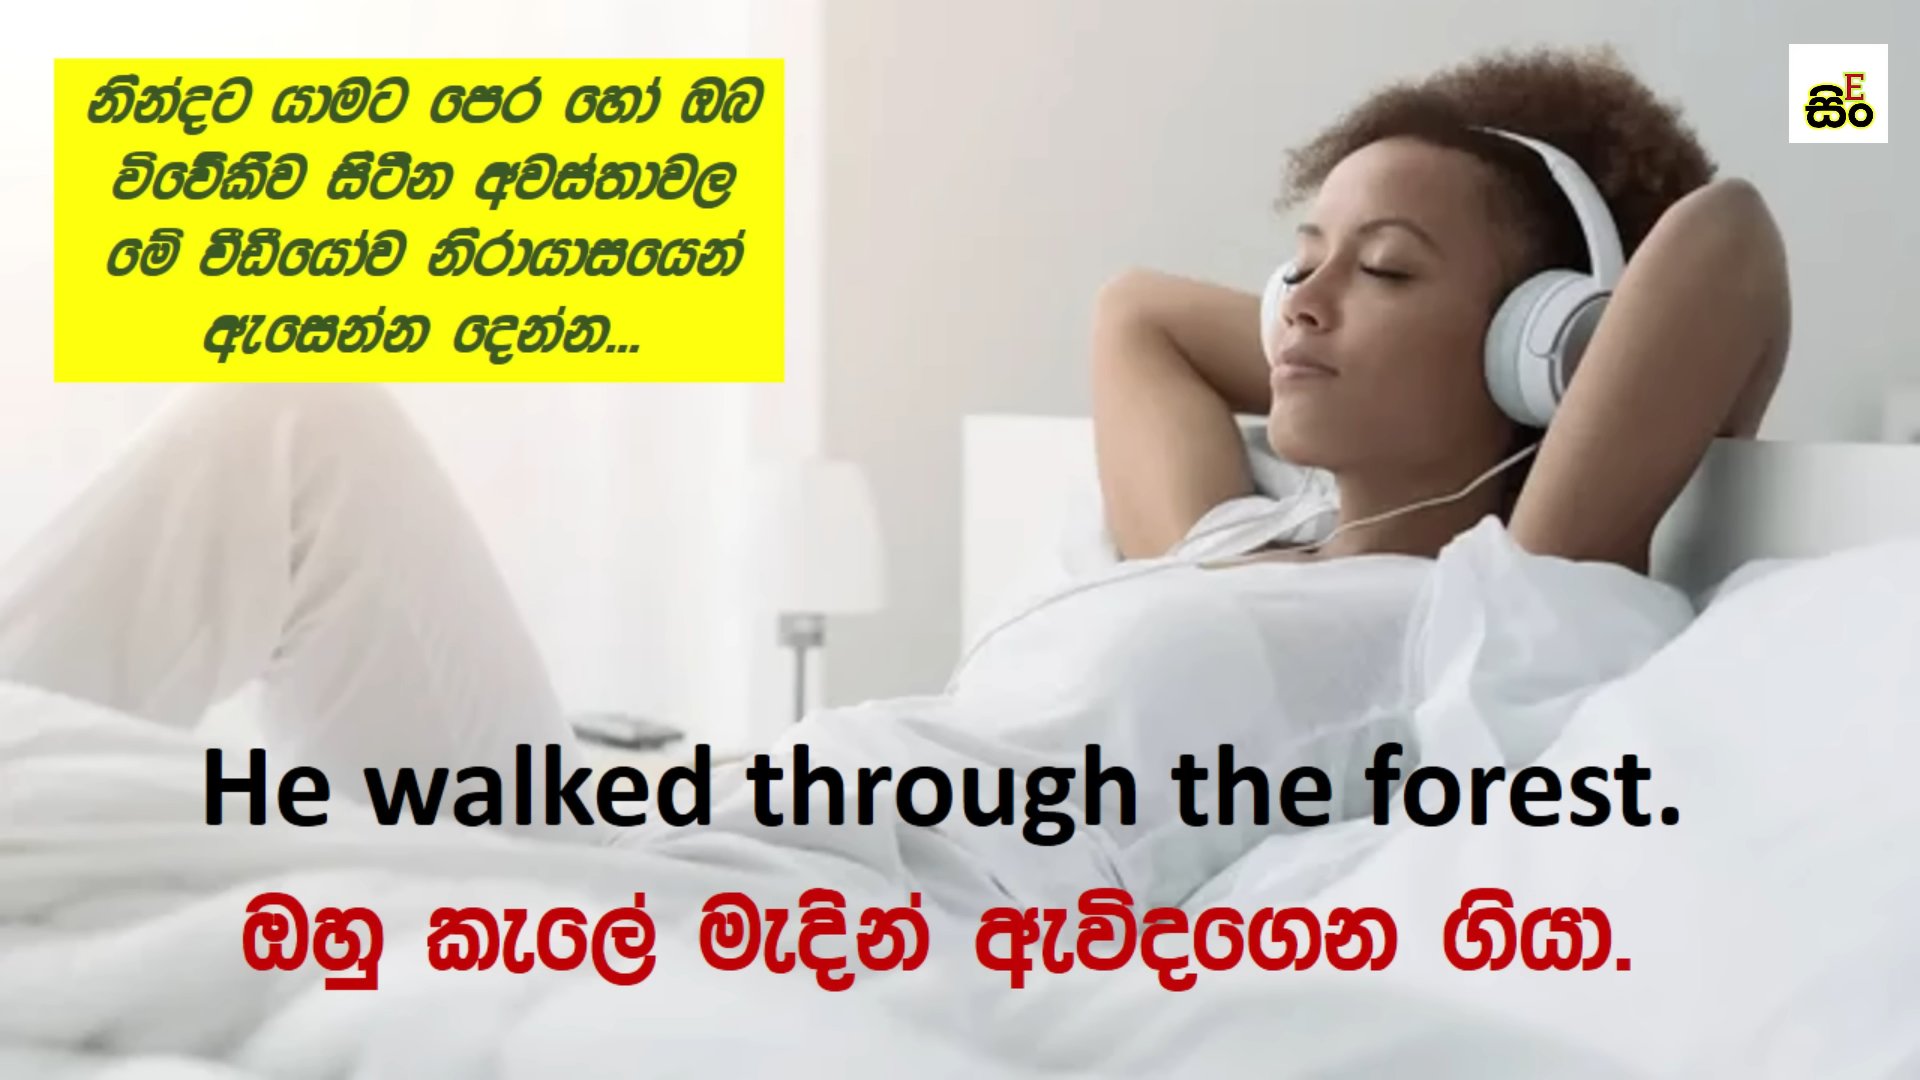 නින්දට යාමට පෙර හෝ ඔබ
විවේකීව සිටින අවස්තාවල
මේ වීඩියෝව නිරායාසයෙන්
ඇසෙන්න දෙන්න...
E
සිං
He walked through the forest.
ඔහු කැලේ මැදින් ඇවිදගෙන ගියා.